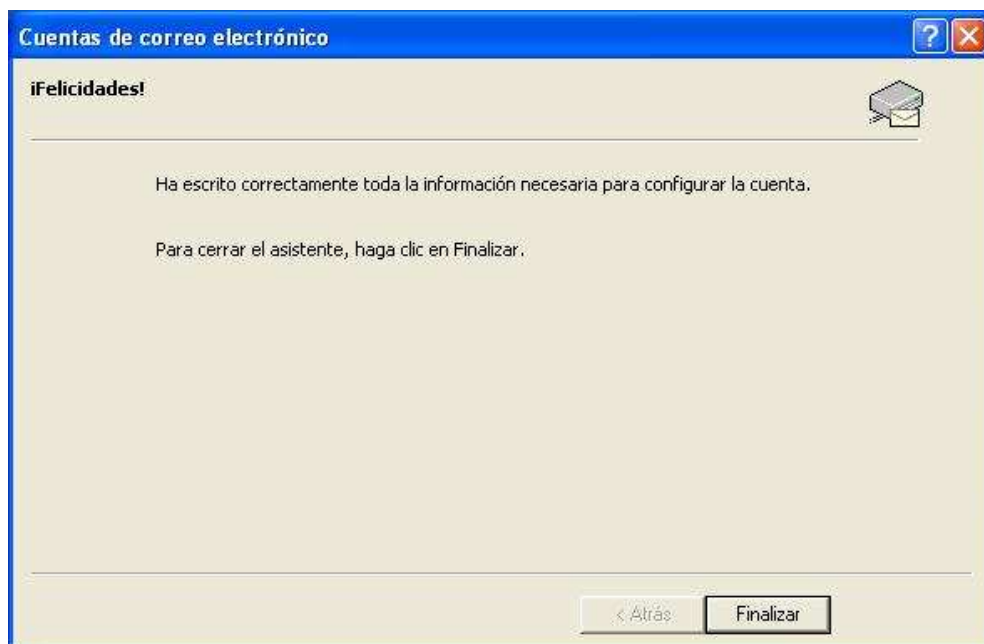 Cuentas de correo electrónico
¡Felicidades!
Ha escrito correctamente toda la información necesaria para configurar la cuenta.
Para cerrar el asistente, haga clic en Finalizar.
< Atrás
Finalizar